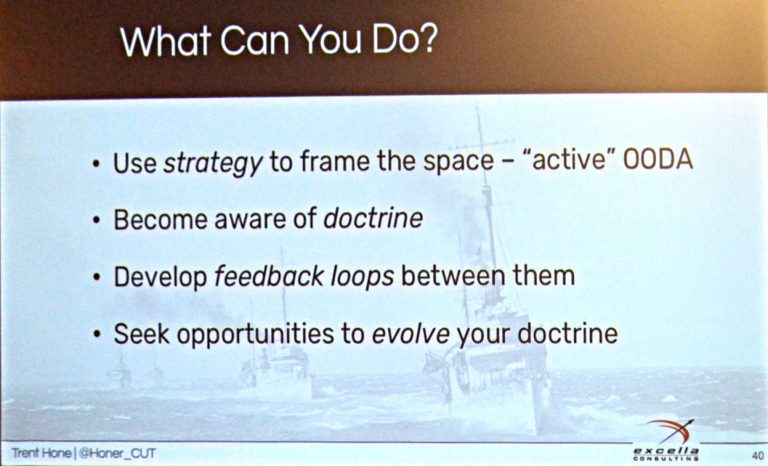 What Can You Do?
• Use strategy to frame the space – “active” OODA
• Become aware of doctrine
• Develop feedback loops between them
• Seek opportunities to evolve your doctrine
Trent Hone | @Honer_CUT
excella
CONSULTING
40